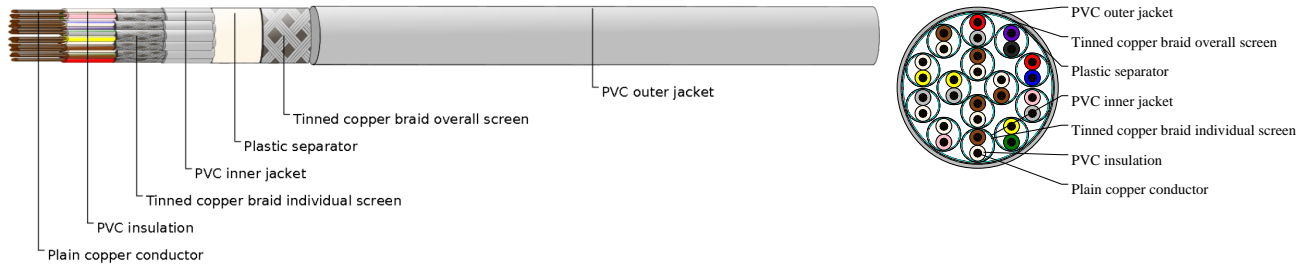 PVC outer jacket
Tinned copper braid overall screen
Plastic separator
PVC inner jacket
Tinned copper braid individual screen
PVC insulation
Plain copper conductor
PVC outer jacket
Tinned copper braid overall screen
Plastic separator
PVC inner jacket
Tinned copper braid individual screen
PVC insulation
Plain copper conductor